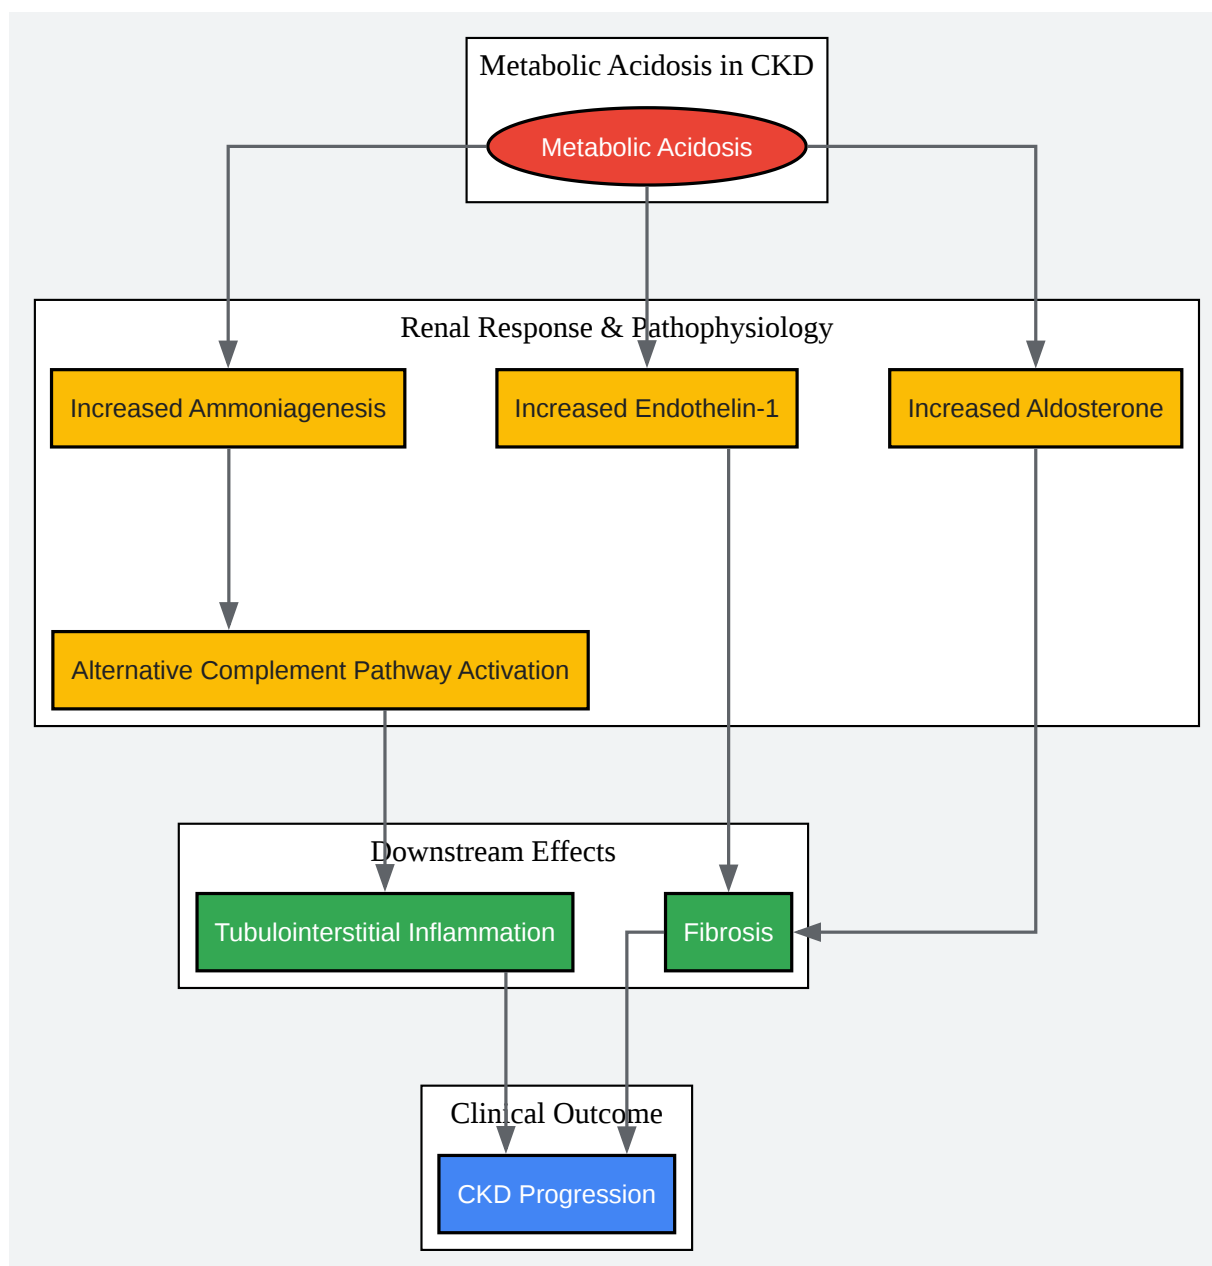 Metabolic Acidosis in CKD
Metabolic Acidosis
Renal Response & Pathophysiology
Increased Ammoniagenesis
Increased Endothelin-1
Increased Aldosterone
Alternative Complement Pathway Activation
Downstream Effects
Tubulointerstitial Inflammation
Fibrosis
Clinical Outcome
CKD Progression